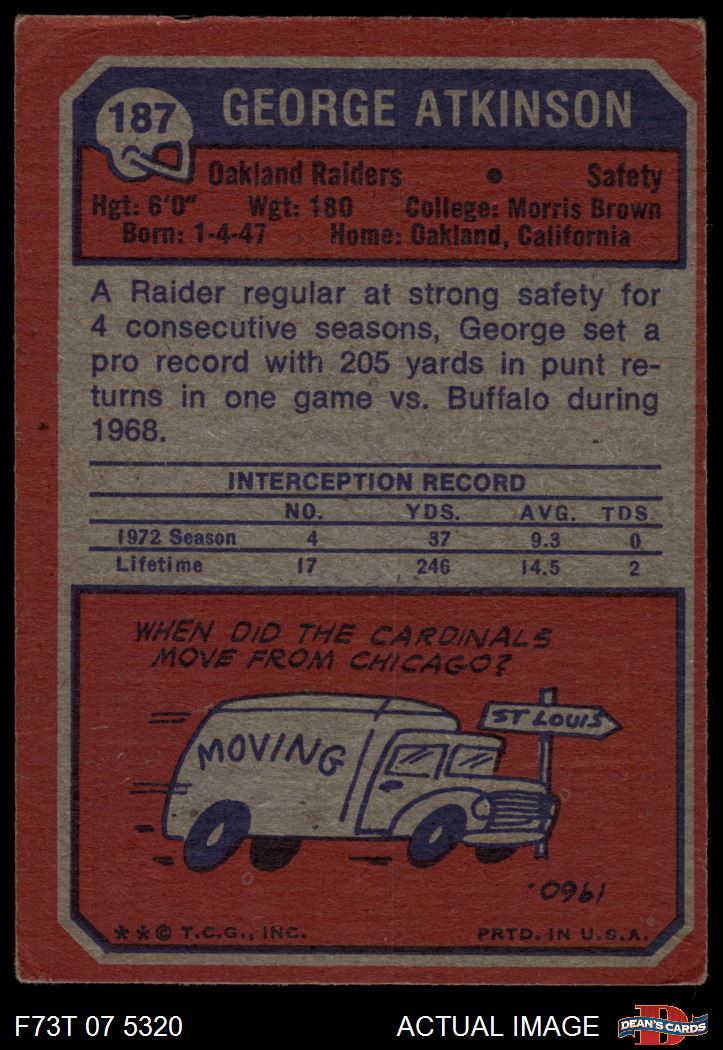 187
GEORGE ATKINSON
Oakland Raiders • Safety
Hgt: 6'0" Wgt: 180 College: Morris Brown
Born: 1-4-47 Home: Oakland, California
A Raider regular at strong safety for
4 consecutive seasons, George set a
pro record with 205 yards in punt re-
turns in one game vs. Buffalo during
1968.
INTERCEPTION RECORD
NO. YDS. AVG. TDS.
1972 Season 4 37 9.3 0
Lifetime 17 246 14.5 2
WHEN DID THE CARDINALS
MOVE FROM CHICAGO?
ST LOUIS
MOVING
1960.
** © T.C.G., INC. PRTD. IN U.S.A.
F73T 07 5320 ACTUAL IMAGE
D
DEAN'S CARDS